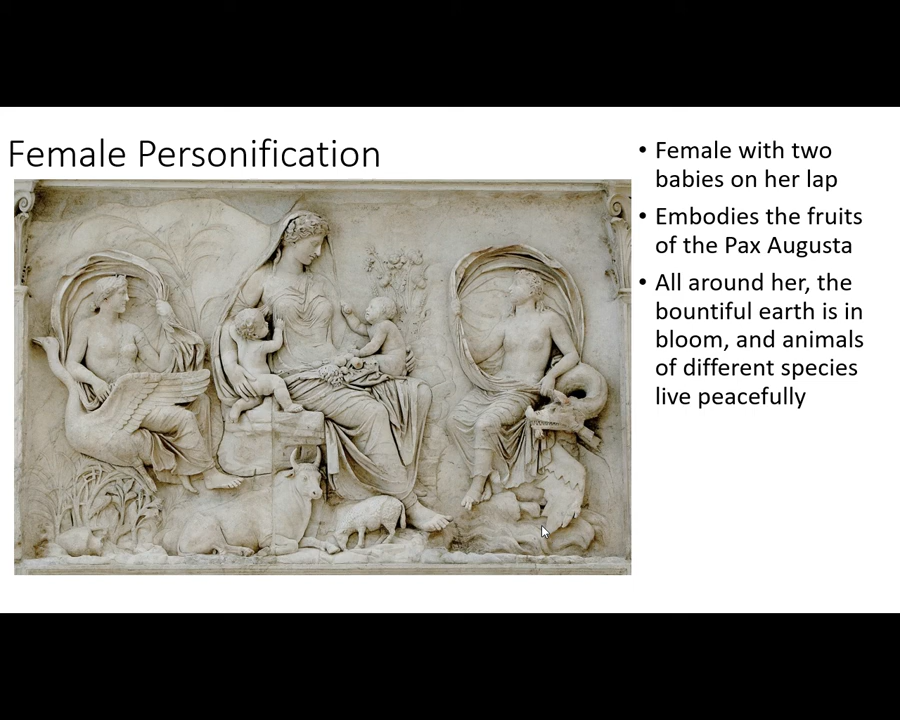 Female Personification
• Female with two
babies on her lap
• Embodies the fruits
of the Pax Augusta
• All around her, the
bountiful earth is in
bloom, and animals
of different species
live peacefully